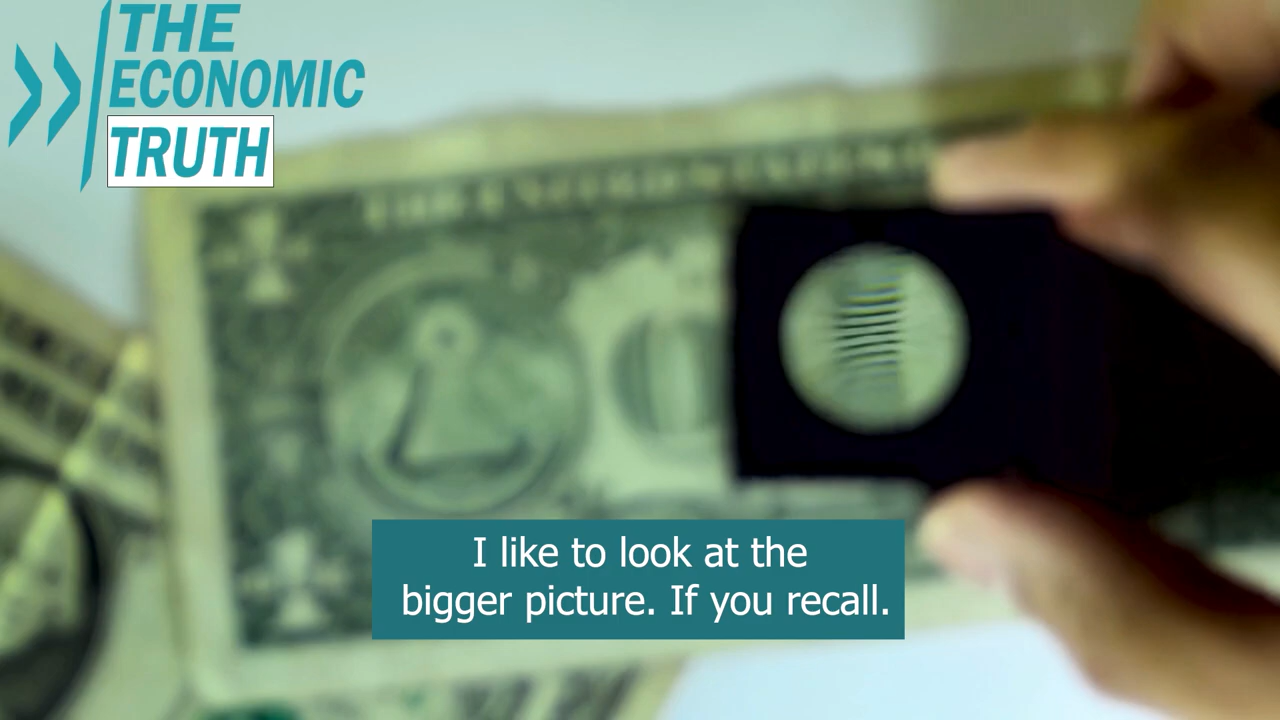 THE
ECONOMIC
TRUTH
I like to look at the
bigger picture. If you recall.